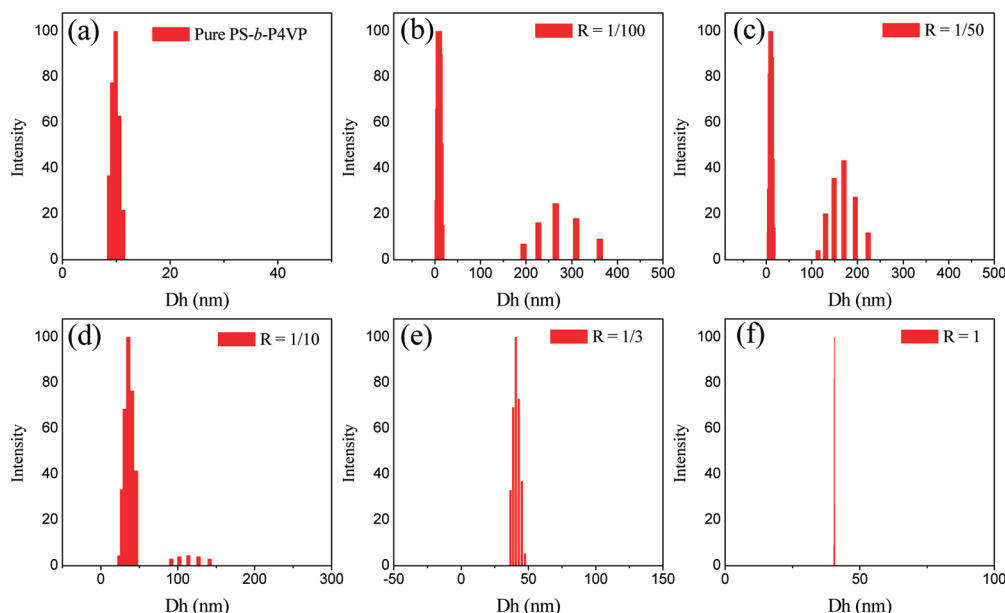 (a) Pure PS-b-P4VP
100
80
60
40
20
0
Intensity
0 20 40
Dh (nm)
(b) R = 1/100
100
80
60
40
20
0
Intensity
0 100 200 300 400 500
Dh (nm)
(c) R = 1/50
100
80
60
40
20
0
Intensity
0 100 200 300 400 500
Dh (nm)
(d) R = 1/10
100
80
60
40
20
0
Intensity
0 100 200 300
Dh (nm)
(e) R = 1/3
100
80
60
40
20
0
Intensity
-50 0 50 100 150
Dh (nm)
(f) R = 1
100
80
60
40
20
0
Intensity
0 50 100
Dh (nm)